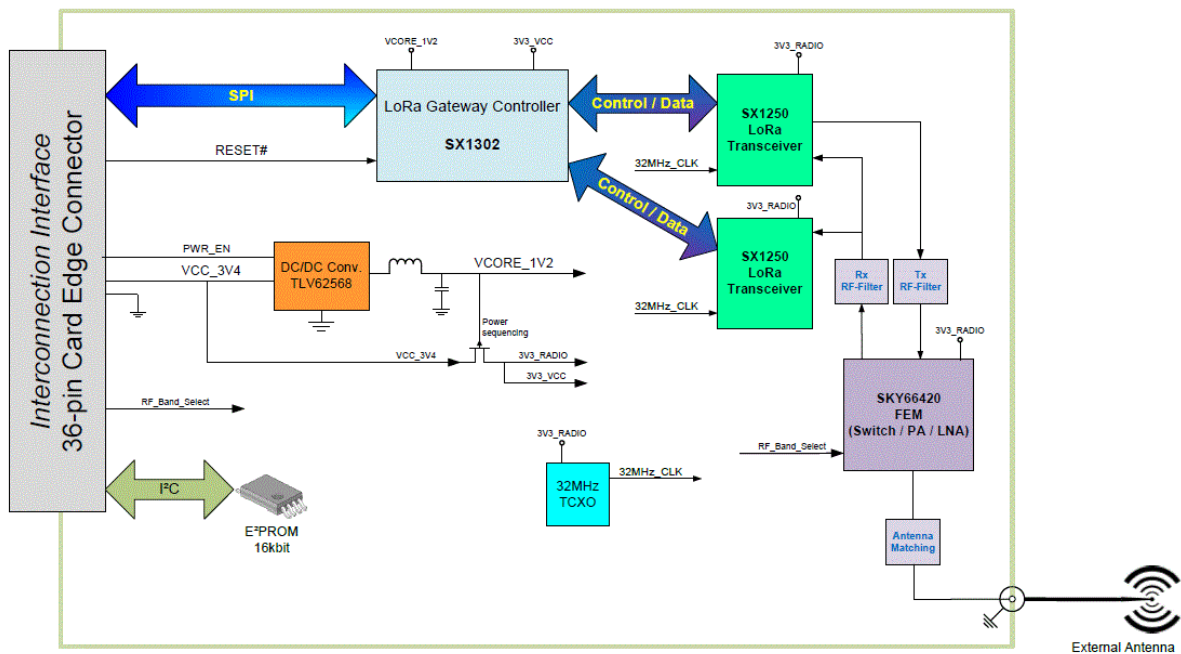 VCORE_1V2
3V3_VCC
3V3_RADIO
Interconnection Interface
36-pin Card Edge Connector
SPI
LoRa Gateway Controller
SX1302
Control / Data
SX1250
LoRa
Transceiver
RESET#
32MHz_CLK
Control / Data
3V3_RADIO
SX1250
LoRa
Transceiver
32MHz_CLK
PWR_EN
VCC_3V4
DC/DC Conv.
TLV62568
VCORE_1V2
Rx
RF-Filter
Tx
RF-Filter
Power
sequencing
VCC_3V4
3V3_RADIO
3V3_VCC
3V3_RADIO
SKY66420
FEM
(Switch / PA / LNA)
RF_Band_Select
RF_Band_Select
3V3_RADIO
32MHz
TCXO
32MHz_CLK
I²C
E²PROM
16kbit
Antenna
Matching
External Antenna